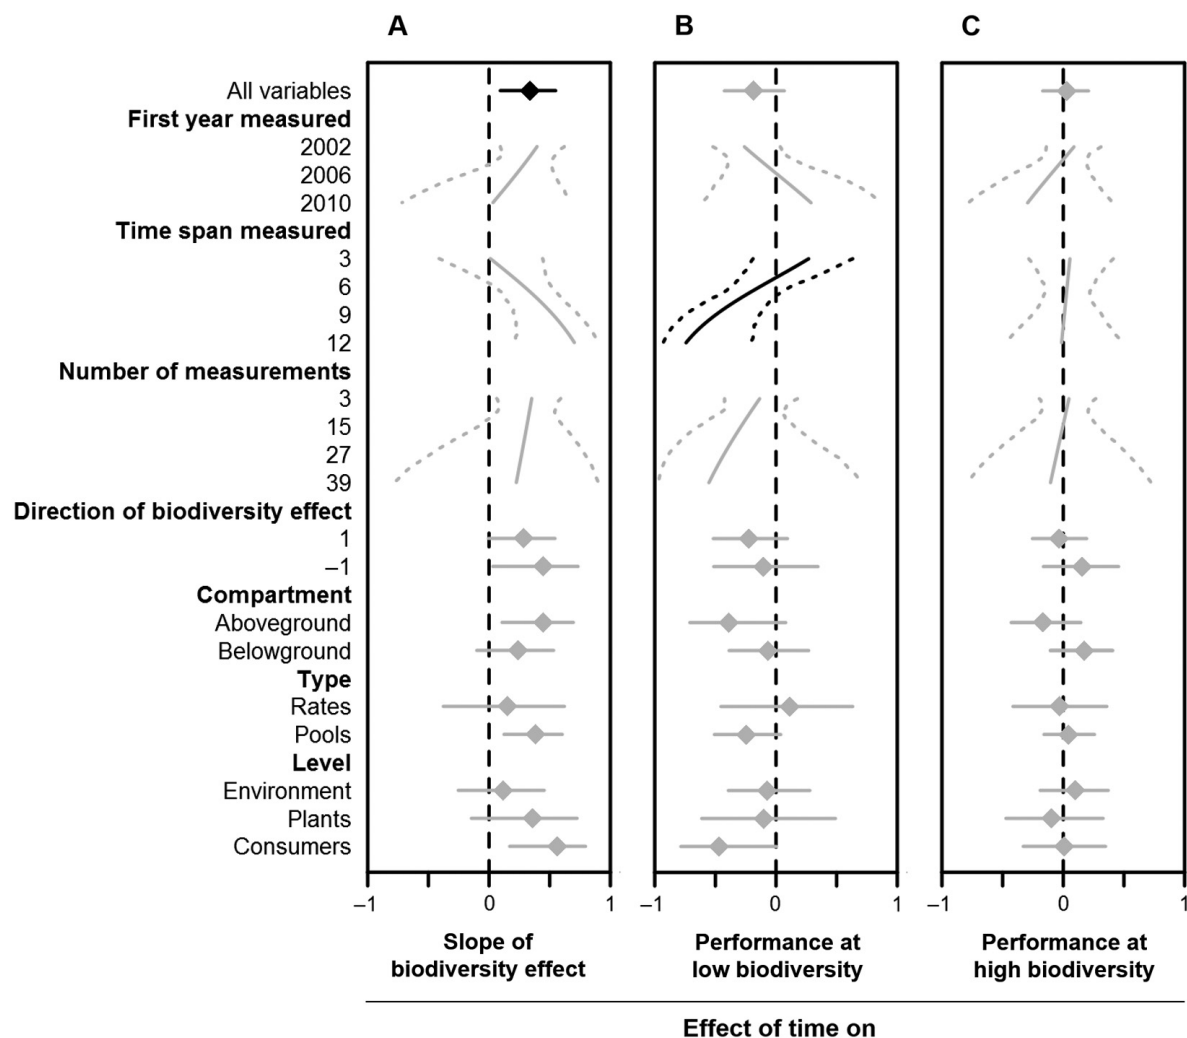 A B C
All variables
First year measured
2002
2006
2010
Time span measured
3
6
9
12
Number of measurements
3
15
27
39
Direction of biodiversity effect
1
–1
Compartment
Aboveground
Belowground
Type
Rates
Pools
Level
Environment
Plants
Consumers
–1 0 1 –1 0 1 –1 0 1
Slope of
biodiversity effect
Performance at
low biodiversity
Performance at
high biodiversity
Effect of time on